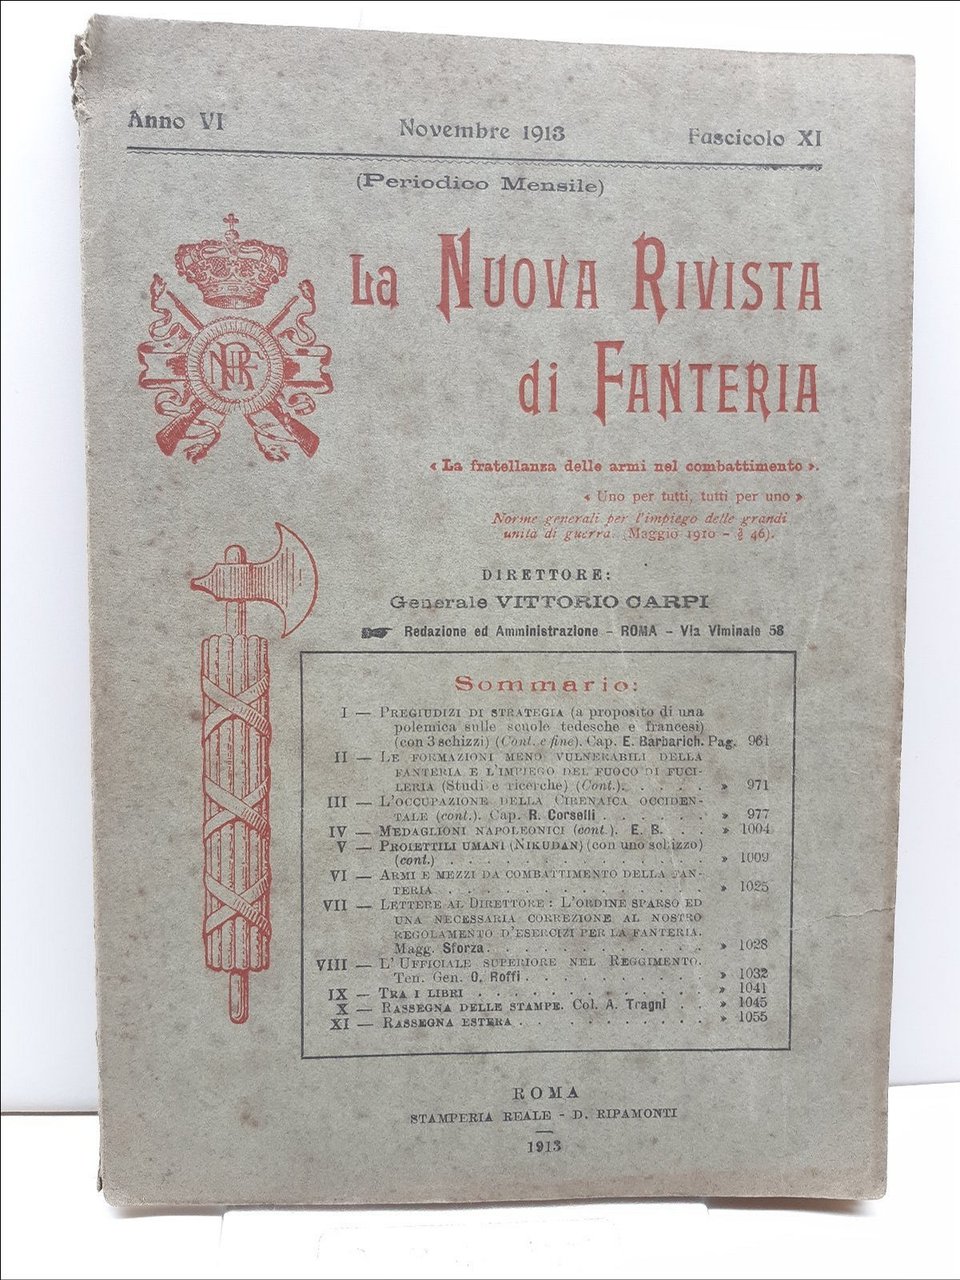 Anno VI
Novembre 1913
Fascicolo XI
(Periodico Mensile)
La Nuova Rivista
di Fanteria
NRF
« La fratellanza delle armi nel combattimento ».
« Uno per tutti, tutti per uno »
Norme generali per l'impiego delle grandi
unità di guerra. (Maggio 1910 - § 46).
DIRETTORE:
Generale VITTORIO CARPI
Redazione ed Amministrazione - ROMA - Via Viminale 58
Sommario:
I — Pregiudizi di strategia (a proposito di una
polemica sulle scuole tedesche e francesi)
(con 3 schizzi) (Cont. e fine). Cap. E. Barbarich. Pag. 961
II — Le formazioni meno vulnerabili della
fanteria e l'impiego del fuoco di fuci-
leria (Studi e ricerche) (Cont.). . . . . . » 971
III — L'occupazione della Cirenaica occiden-
tale (cont.). Cap. R. Corselli . . . . . . » 977
IV — Medaglioni napoleonici (cont.). E. B. . . » 1004
V — Proiettili umani (Nikudan) (con uno schizzo)
(cont.) . . . . . . . . . . . . . . » 1009
VI — Armi e mezzi da combattimento della fan-
teria . . . . . . . . . . . . . . » 1025
VII — Lettere al Direttore : L'ordine sparso ed
una necessaria correzione al nostro
regolamento d'esercizi per la fanteria.
Magg. Sforza . . . . . . . . . . . . » 1028
VIII — L'Ufficiale superiore nel Reggimento.
Ten. Gen. O. Roffi . . . . . . . . . . » 1032
IX — Tra i libri . . . . . . . . . . . . » 1041
X — Rassegna delle stampe. Col. A. Tragni . . » 1045
XI — Rassegna estera . . . . . . . . . . » 1055
ROMA
STAMPERIA REALE - D. RIPAMONTI
1913